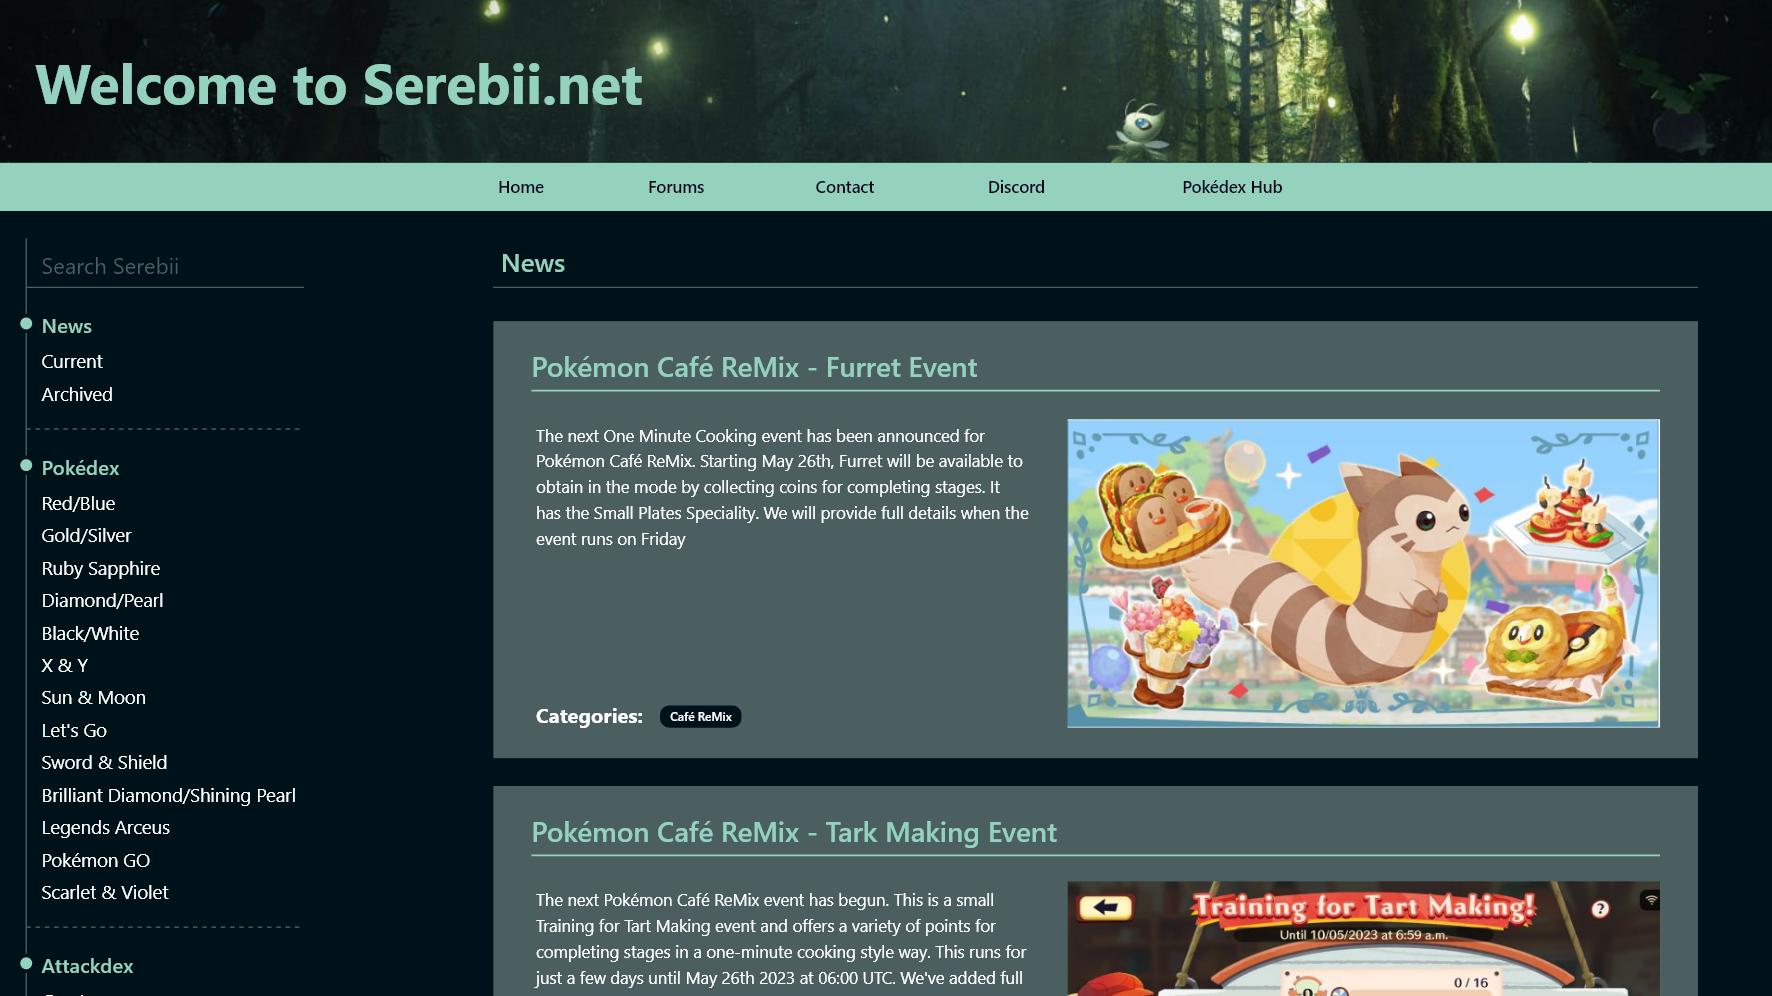 Welcome to Serebii.net
Home
Forums
Contact
Discord
Pokédex Hub
Search Serebii
News
Current
Archived
Pokédex
Red/Blue
Gold/Silver
Ruby Sapphire
Diamond/Pearl
Black/White
X & Y
Sun & Moon
Let's Go
Sword & Shield
Brilliant Diamond/Shining Pearl
Legends Arceus
Pokémon GO
Scarlet & Violet
Attackdex
News
Pokémon Café ReMix - Furret Event
The next One Minute Cooking event has been announced for
Pokémon Café ReMix. Starting May 26th, Furret will be available to
obtain in the mode by collecting coins for completing stages. It
has the Small Plates Speciality. We will provide full details when the
event runs on Friday
Categories:
Café ReMix
Pokémon Café ReMix - Tark Making Event
The next Pokémon Café ReMix event has begun. This is a small
Training for Tart Making event and offers a variety of points for
completing stages in a one-minute cooking style way. This runs for
just a few days until May 26th 2023 at 06:00 UTC. We've added full
Training for Tart Making!
?
Until 10/05/2023 at 6:59 a.m.
0 / 16